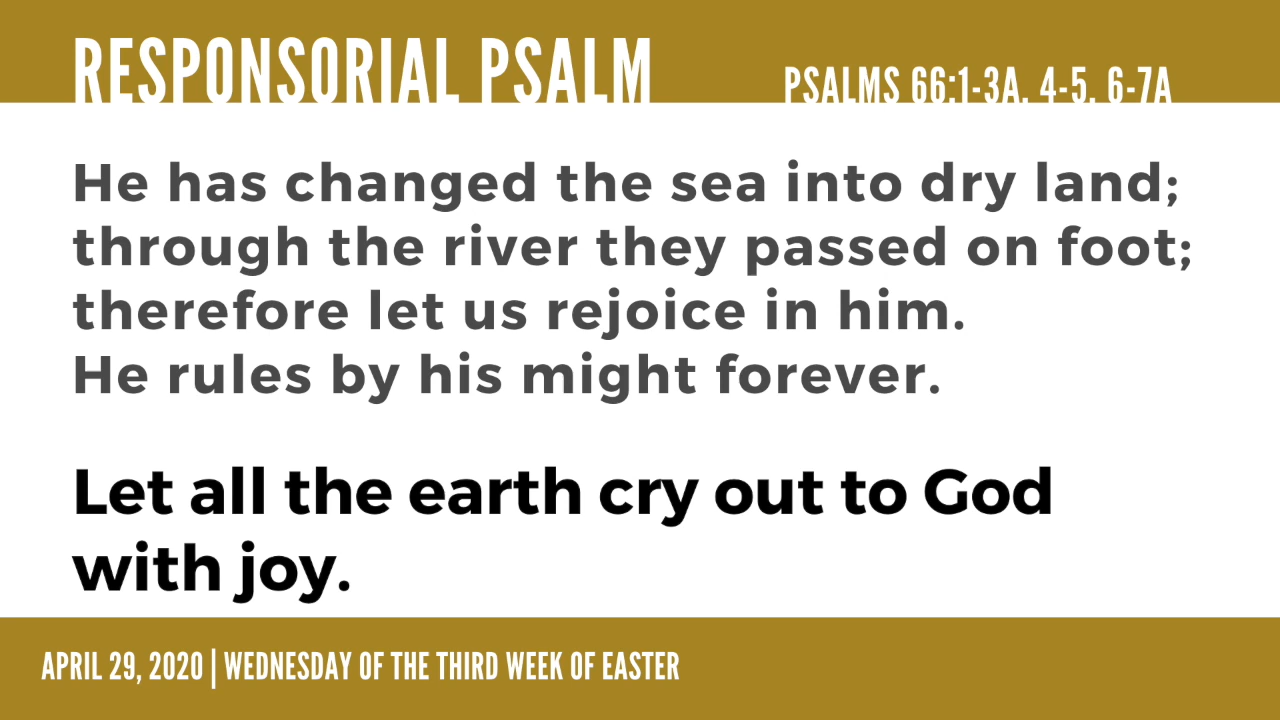 RESPONSORIAL PSALM
PSALMS 66:1-3A, 4-5, 6-7A
He has changed the sea into dry land;
through the river they passed on foot;
therefore let us rejoice in him.
He rules by his might forever.
Let all the earth cry out to God
with joy.
APRIL 29, 2020 | WEDNESDAY OF THE THIRD WEEK OF EASTER